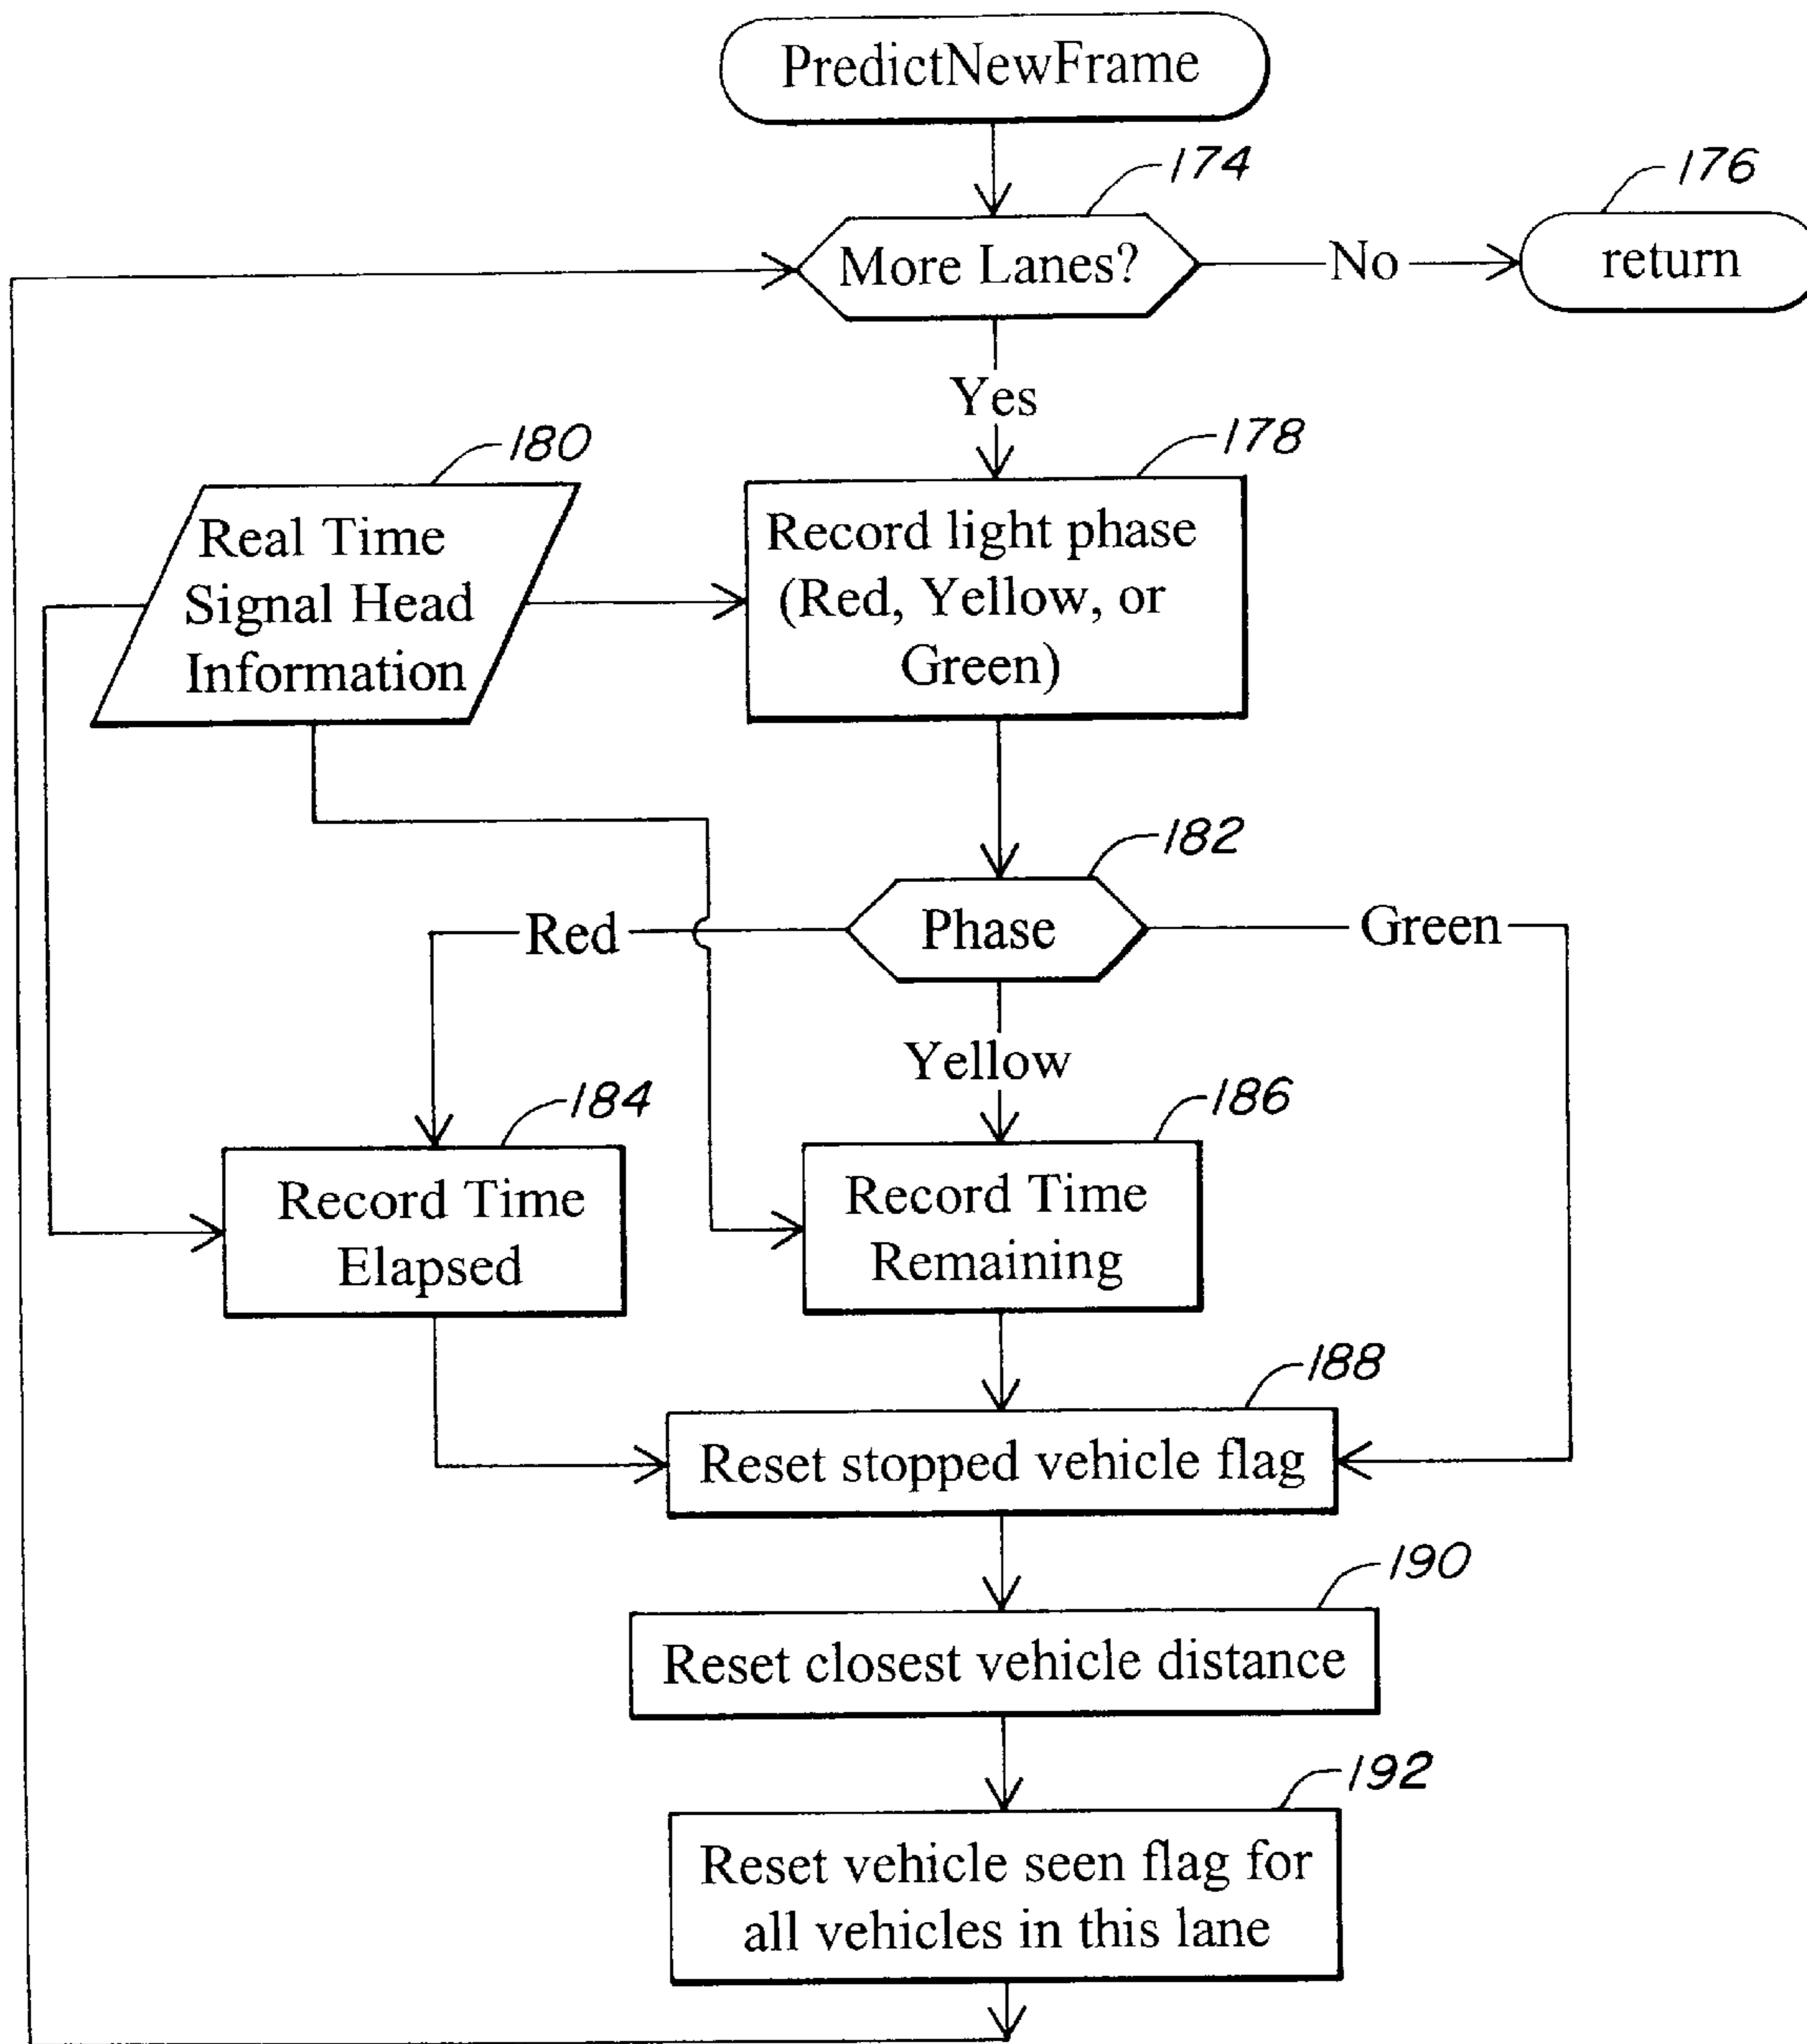 PredictNewFrame
174
176
More Lanes?
No
return
Yes
180
178
Real Time
Signal Head
Information
Record light phase
(Red, Yellow, or
Green)
182
Red
Phase
Green
Yellow
184
186
Record Time
Elapsed
Record Time
Remaining
188
Reset stopped vehicle flag
190
Reset closest vehicle distance
192
Reset vehicle seen flag for
all vehicles in this lane